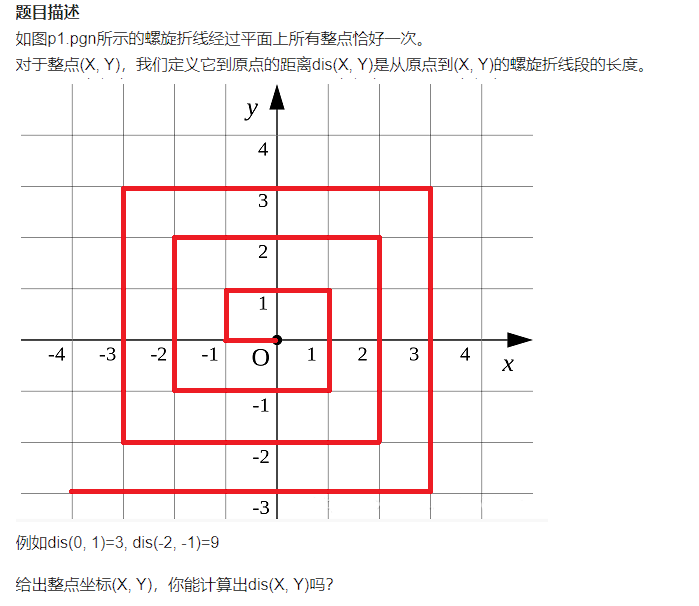 题目描述
如图p1.pgn所示的螺旋折线经过平面上所有整点恰好一次。
对于整点(X, Y)，我们定义它到原点的距离dis(X, Y)是从原点到(X, Y)的螺旋折线段的长度。
y
4
3
2
1
-4 -3 -2 -1 O 1 2 3 4 x
-1
-2
-3
例如dis(0, 1)=3, dis(-2, -1)=9
给出整点坐标(X, Y)，你能计算出dis(X, Y)吗？